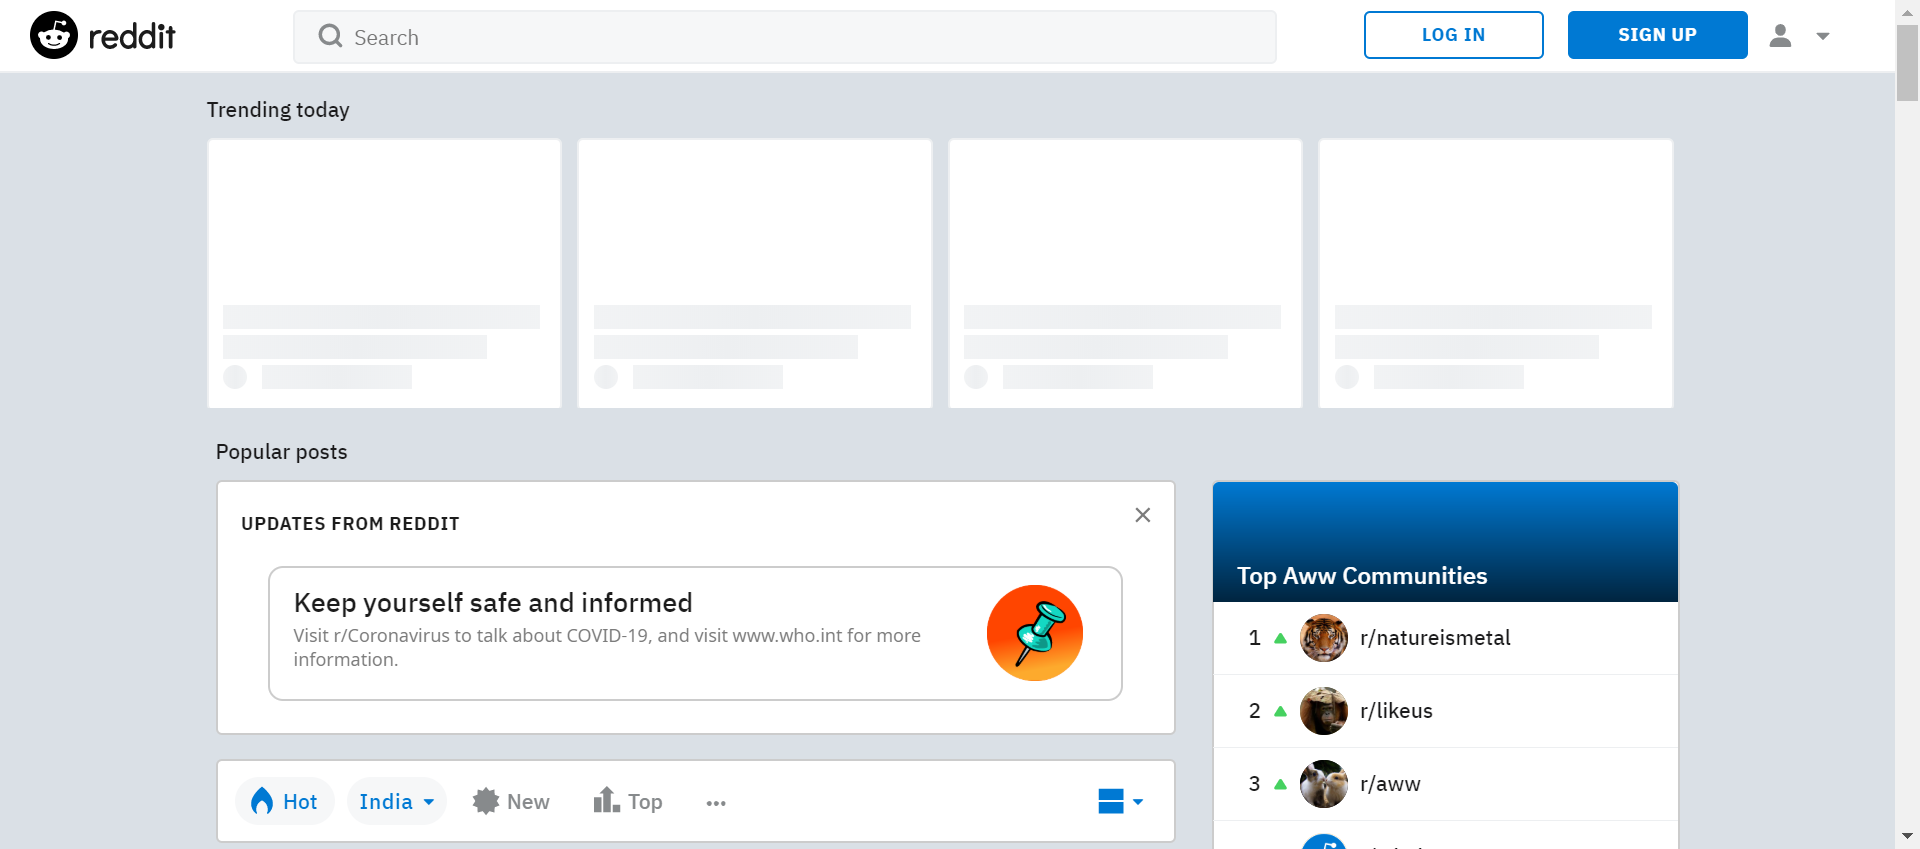 reddit
Search
LOG IN
SIGN UP
Trending today
Popular posts
UPDATES FROM REDDIT
Keep yourself safe and informed
Visit r/Coronavirus to talk about COVID-19, and visit www.who.int for more
information.
Top Aww Communities
1 r/natureismetal
2 r/likeus
3 r/aww
Hot
India
New
Top